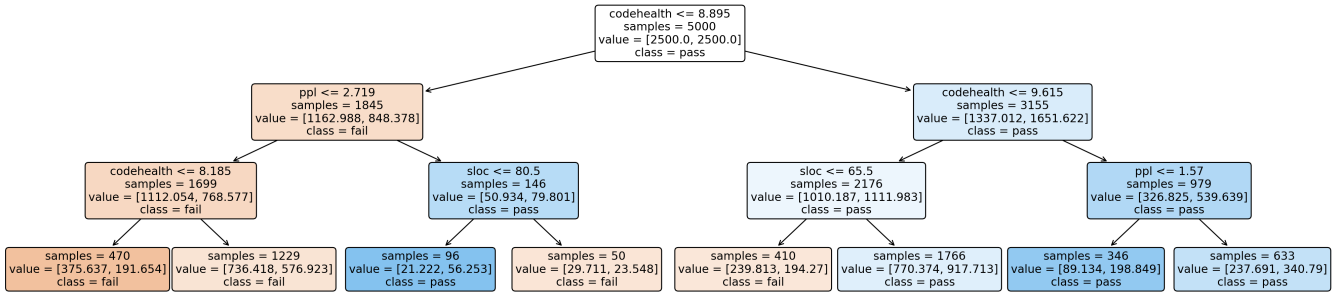 codehealth <= 8.895
samples = 5000
value = [2500.0, 2500.0]
class = pass
ppl <= 2.719
samples = 1845
value = [1162.988, 848.378]
class = fail
codehealth <= 9.615
samples = 3155
value = [1337.012, 1651.622]
class = pass
codehealth <= 8.185
samples = 1699
value = [1112.054, 768.577]
class = fail
sloc <= 80.5
samples = 146
value = [50.934, 79.801]
class = pass
sloc <= 65.5
samples = 2176
value = [1010.187, 1111.983]
class = pass
ppl <= 1.57
samples = 979
value = [326.825, 539.639]
class = pass
samples = 470
value = [375.637, 191.654]
class = fail
samples = 1229
value = [736.418, 576.923]
class = fail
samples = 96
value = [21.222, 56.253]
class = pass
samples = 50
value = [29.711, 23.548]
class = fail
samples = 410
value = [239.813, 194.27]
class = fail
samples = 1766
value = [770.374, 917.713]
class = pass
samples = 346
value = [89.134, 198.849]
class = pass
samples = 633
value = [237.691, 340.79]
class = pass